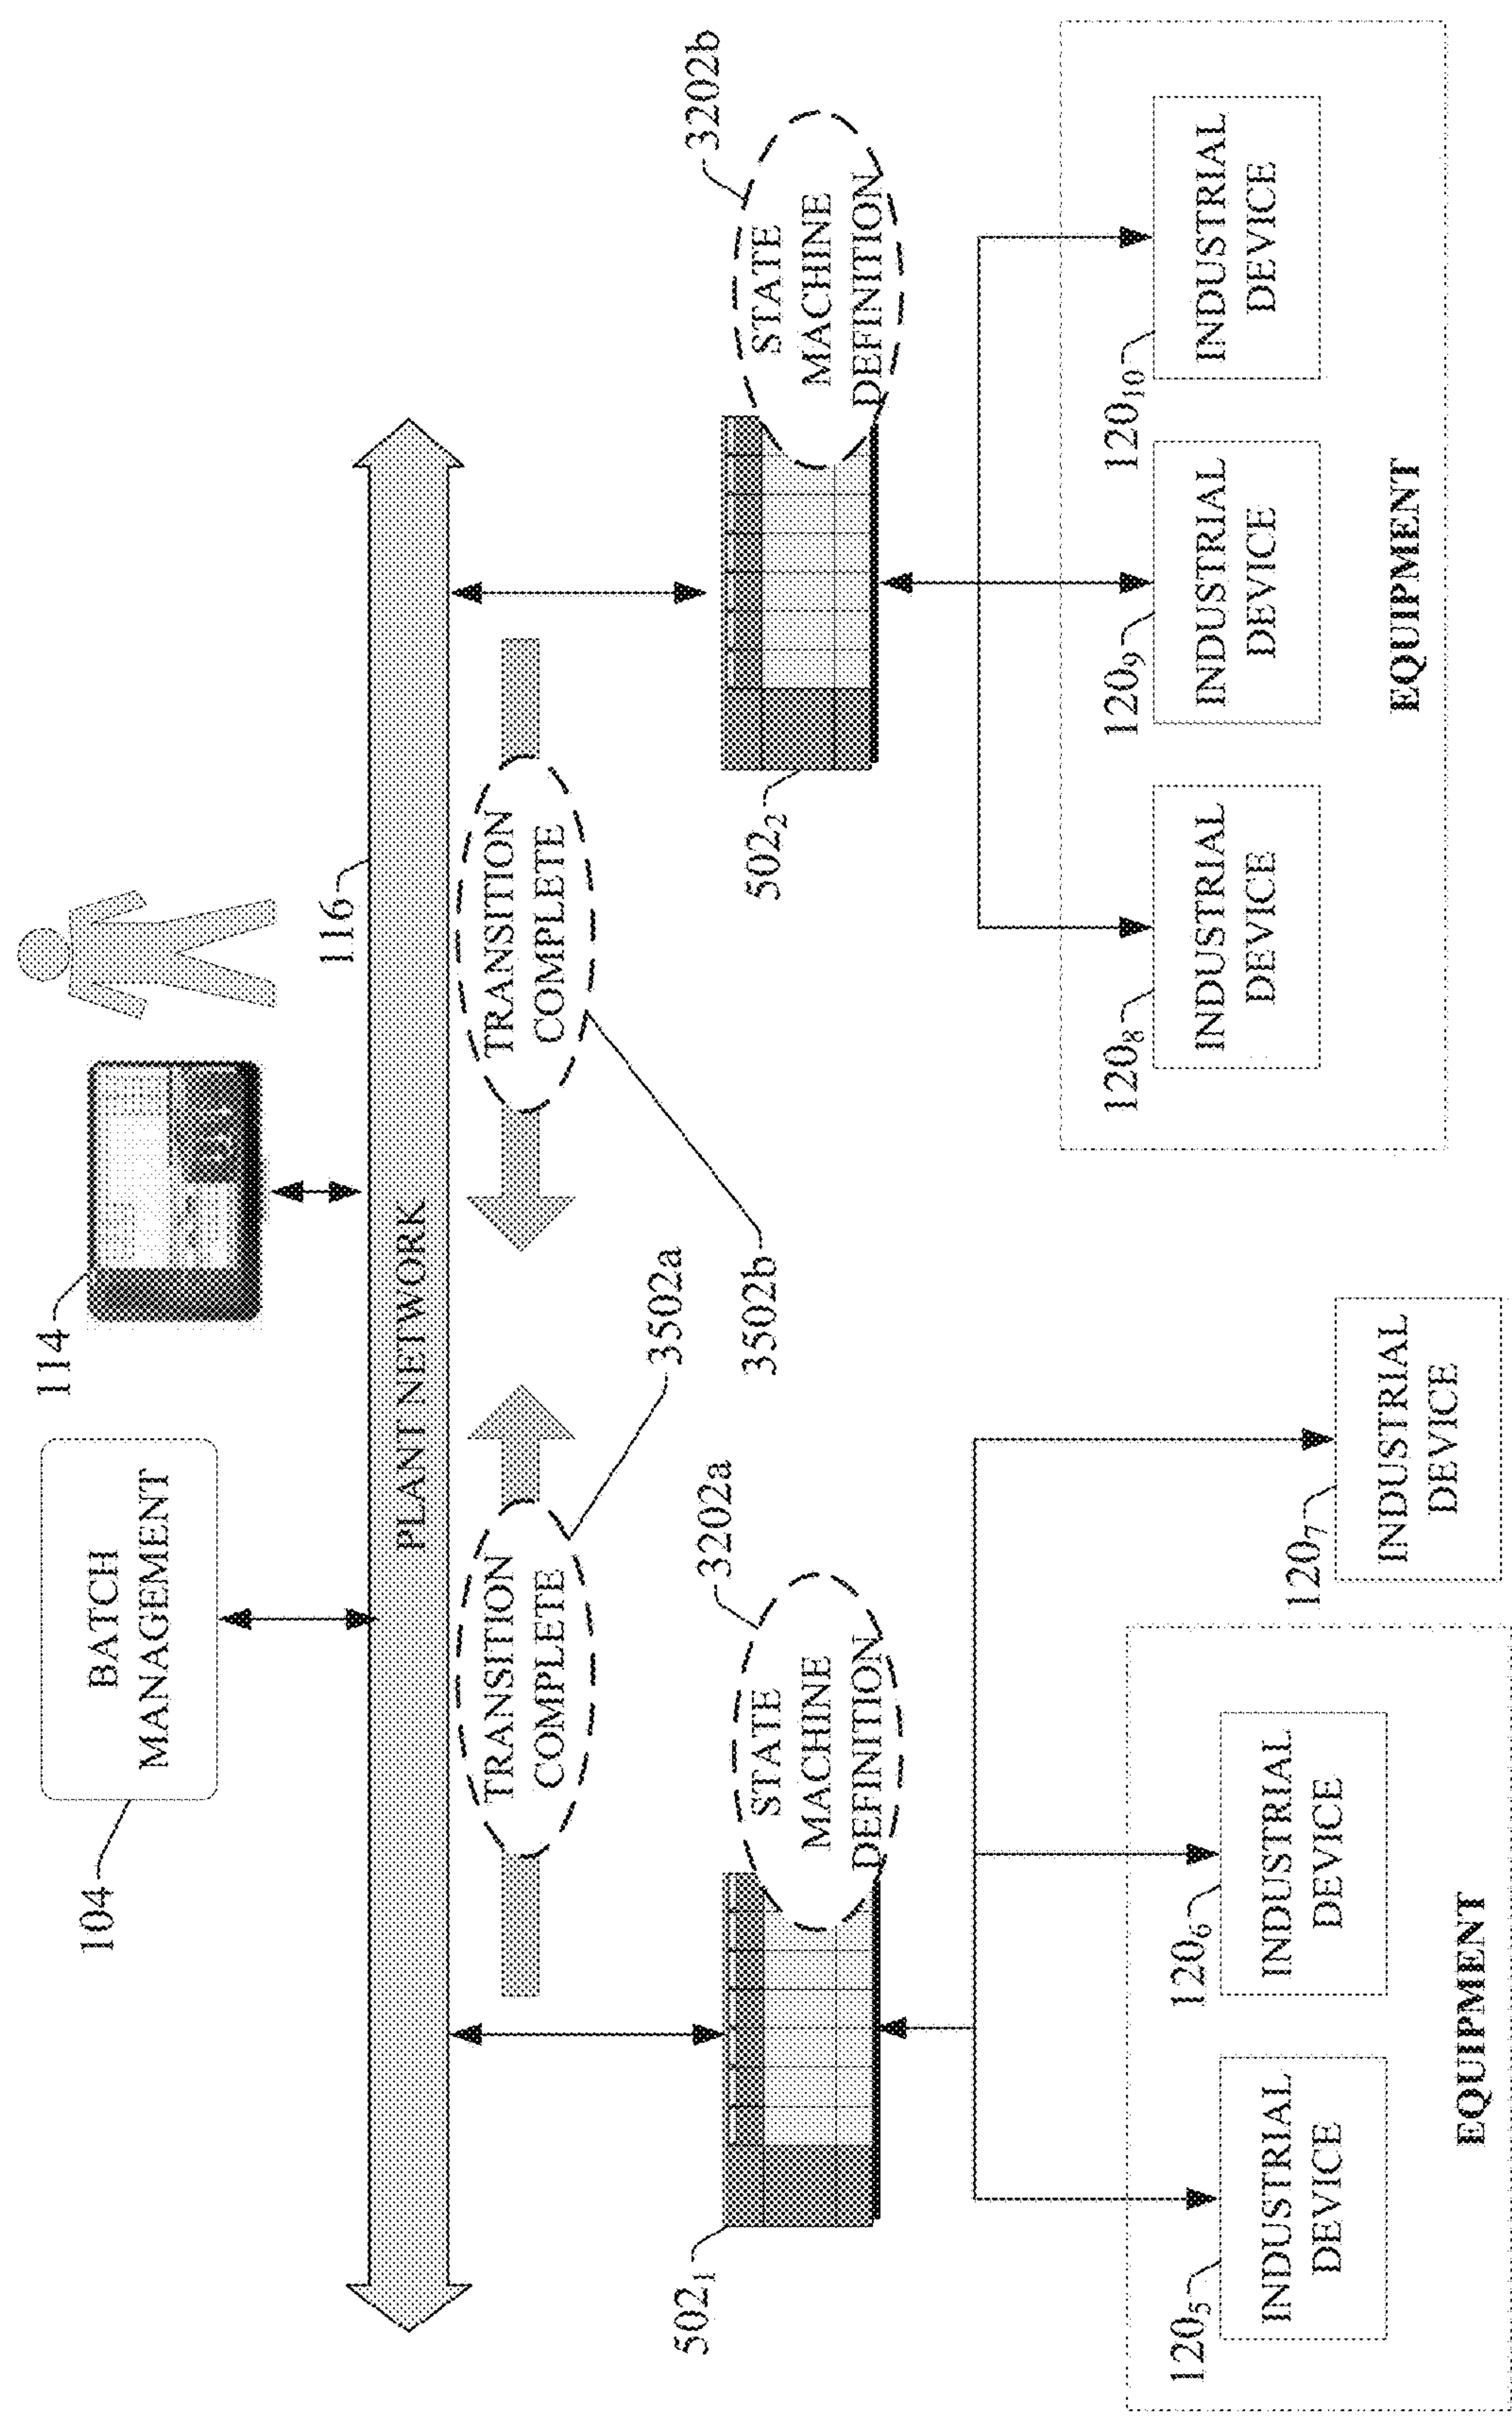 104
BATCH
MANAGEMENT
114
116
PLANT NETWORK
TRANSITION
COMPLETE
TRANSITION
COMPLETE
3502a
3502b
502₁
STATE
MACHINE
DEFINITION
3202a
502₂
STATE
MACHINE
DEFINITION
3202b
120₅
INDUSTRIAL
DEVICE
120₆
INDUSTRIAL
DEVICE
EQUIPMENT
120₇
INDUSTRIAL
DEVICE
120₈
INDUSTRIAL
DEVICE
120₉
INDUSTRIAL
DEVICE
120₁₀
INDUSTRIAL
DEVICE
EQUIPMENT